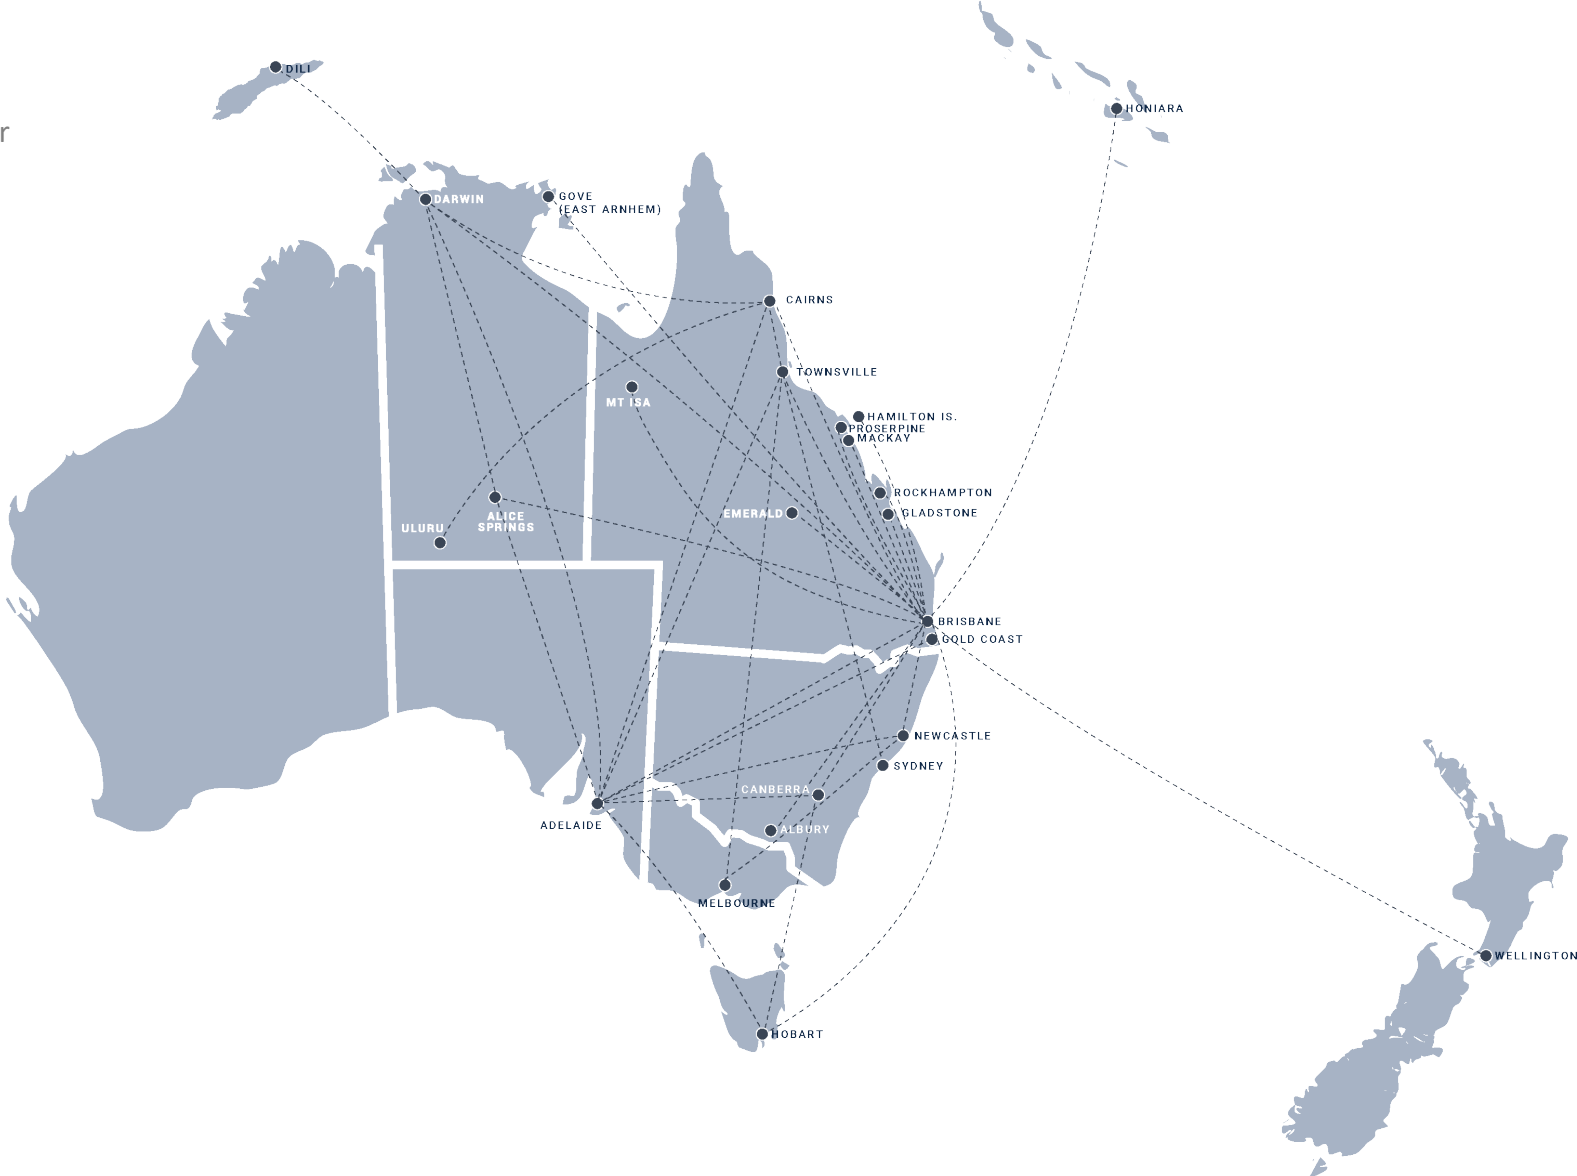 DILI
HONIARA
r
DARWIN
GOVE
(EAST ARNHEM)
CAIRNS
TOWNSVILLE
MT ISA
HAMILTON IS.
PROSERPINE
MACKAY
ROCKHAMPTON
EMERALD
GLADSTONE
ALICE
SPRINGS
ULURU
BRISBANE
GOLD COAST
NEWCASTLE
SYDNEY
CANBERRA
ADELAIDE
ALBURY
MELBOURNE
WELLINGTON
HOBART